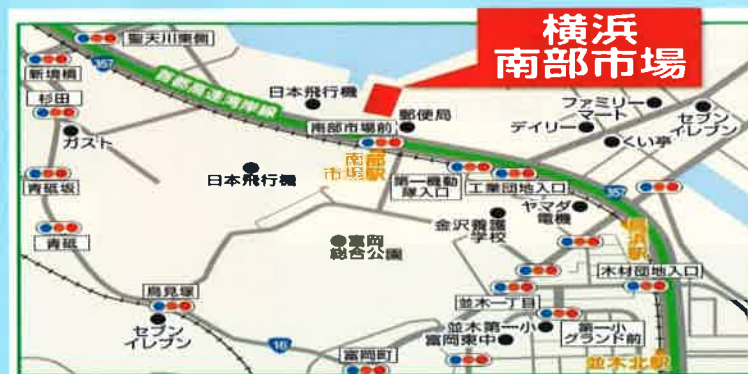 横浜
南部市場
聖天川東側
新境橋
杉田
357
首都高速湾岸線
日本飛行機
郵便局
南部市場前
ファミリー
マート
セブン
イレブン
デイリー
くい亭
ガスト
青砥坂
日本飛行機
南部
市場駅
第一機動
隊入口
工業団地入口
357
ヤマダ
電機
金沢養護
学校
青砥
富岡
総合公園
木材団地入口
鳥見塚
セブン
イレブン
並木一丁目
並木第一小
富岡東中
第一小
グランド前
16
富岡町
並木北駅